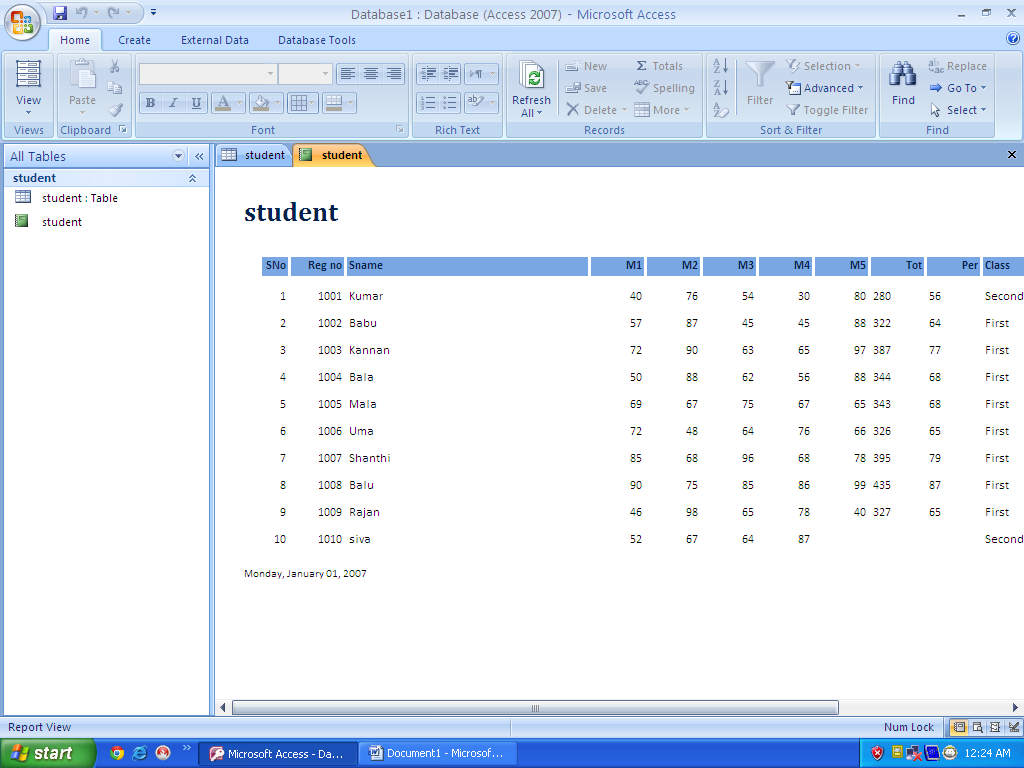 Database1 : Database (Access 2007) - Microsoft Access
Home Create External Data Database Tools
View Paste Refresh All Filter Find
New Totals Selection Replace
Save Spelling Advanced Go To
Delete More Toggle Filter Select
B I U A ab
Views Clipboard Font Rich Text Records Sort & Filter Find
All Tables «
student
student : Table
student
student student
student
SNo Reg no Sname M1 M2 M3 M4 M5 Tot Per Class
1 1001 Kumar 40 76 54 30 80 280 56 Second
2 1002 Babu 57 87 45 45 88 322 64 First
3 1003 Kannan 72 90 63 65 97 387 77 First
4 1004 Bala 50 88 62 56 88 344 68 First
5 1005 Mala 69 67 75 67 65 343 68 First
6 1006 Uma 72 48 64 76 66 326 65 First
7 1007 Shanthi 85 68 96 68 78 395 79 First
8 1008 Balu 90 75 85 86 99 435 87 First
9 1009 Rajan 46 98 65 78 40 327 65 First
10 1010 siva 52 67 64 87 Second
Monday, January 01, 2007
Report View Num Lock
start Microsoft Access - Da... Document1 - Microsof... 12:24 AM